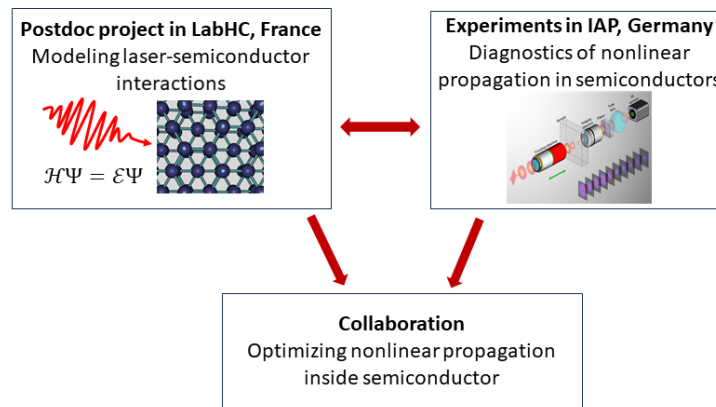 Postdoc project in LabHC, France
Modeling laser-semiconductor
interactions
ℋΨ = ℰΨ
Experiments in IAP, Germany
Diagnostics of nonlinear
propagation in semiconductors
Collaboration
Optimizing nonlinear propagation
inside semiconductor